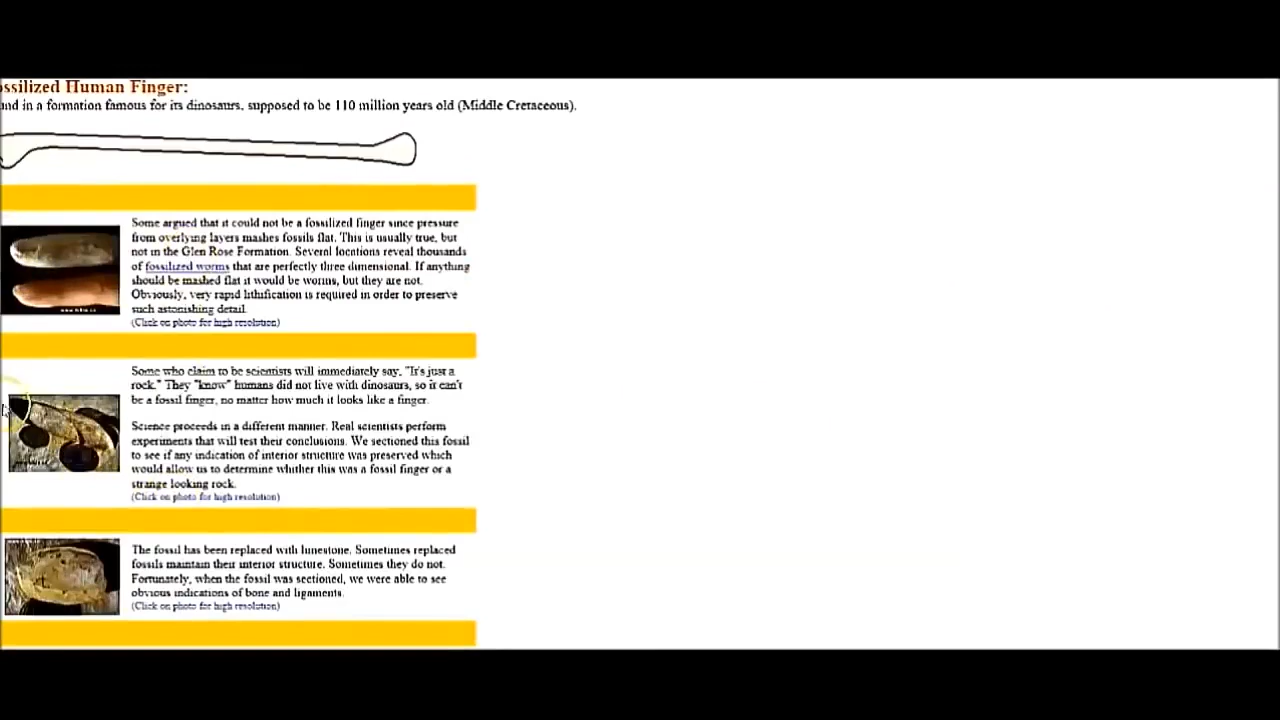 ossilized Human Finger:
und in a formation famous for its dinosaurs, supposed to be 110 million years old (Middle Cretaceous).
Some argued that it could not be a fossilized finger since pressure
from overlying layers mashes fossils flat. This is usually true, but
not in the Glen Rose Formation. Several locations reveal thousands
of fossilized worms that are perfectly three dimensional. If anything
should be mashed flat it would be worms, but they are not.
Obviously, very rapid lithification is required in order to preserve
such astonishing detail.
(Click on photo for high resolution)
Some who claim to be scientists will immediately say, "It's just a
rock." They "know" humans did not live with dinosaurs, so it can't
be a fossil finger, no matter how much it looks like a finger.
Science proceeds in a different manner. Real scientists perform
experiments that will test their conclusions. We sectioned this fossil
to see if any indication of interior structure was preserved which
would allow us to determine whither this was a fossil finger or a
strange looking rock.
(Click on photo for high resolution)
The fossil has been replaced with limestone. Sometimes replaced
fossils maintain their interior structure. Sometimes they do not.
Fortunately, when the fossil was sectioned, we were able to see
obvious indications of bone and ligaments.
(Click on photo for high resolution)